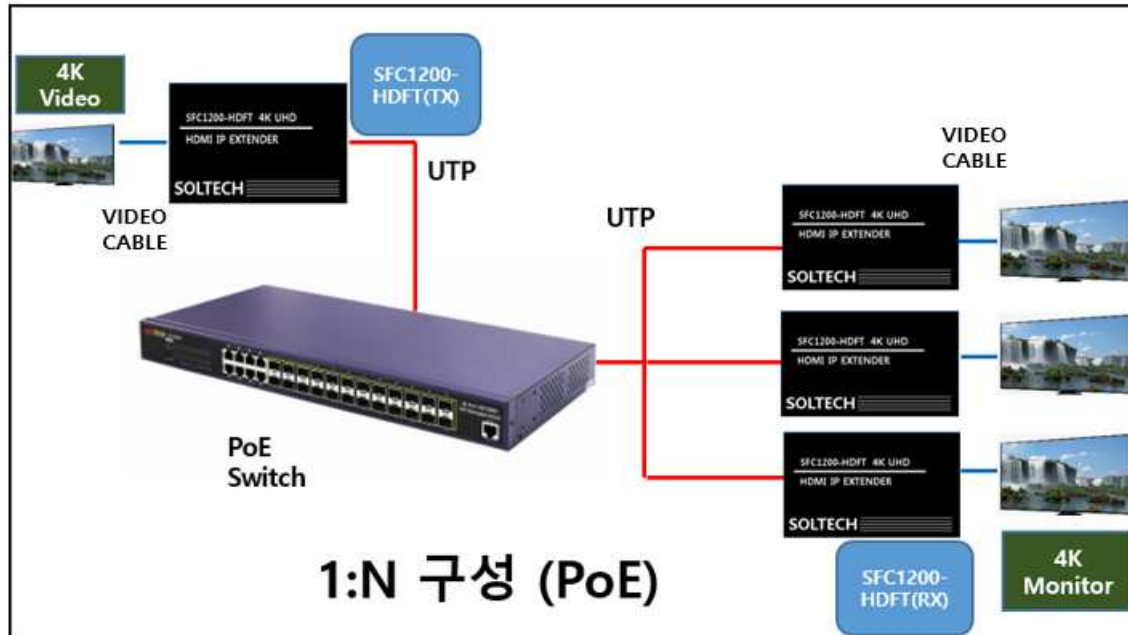 4K
Video
SFC1200-
HDFT(TX)
SFC1200-HDFT 4K UHD
HDMI IP EXTENDER
SOLTECH
UTP
VIDEO
CABLE
VIDEO
CABLE
UTP
SFC1200-HDFT 4K UHD
HDMI IP EXTENDER
SOLTECH
SFC1200-HDFT 4K UHD
HDMI IP EXTENDER
SOLTECH
PoE
Switch
SFC1200-HDFT 4K UHD
HDMI IP EXTENDER
SOLTECH
1:N 구성 (PoE)
SFC1200-
HDFT(RX)
4K
Monitor